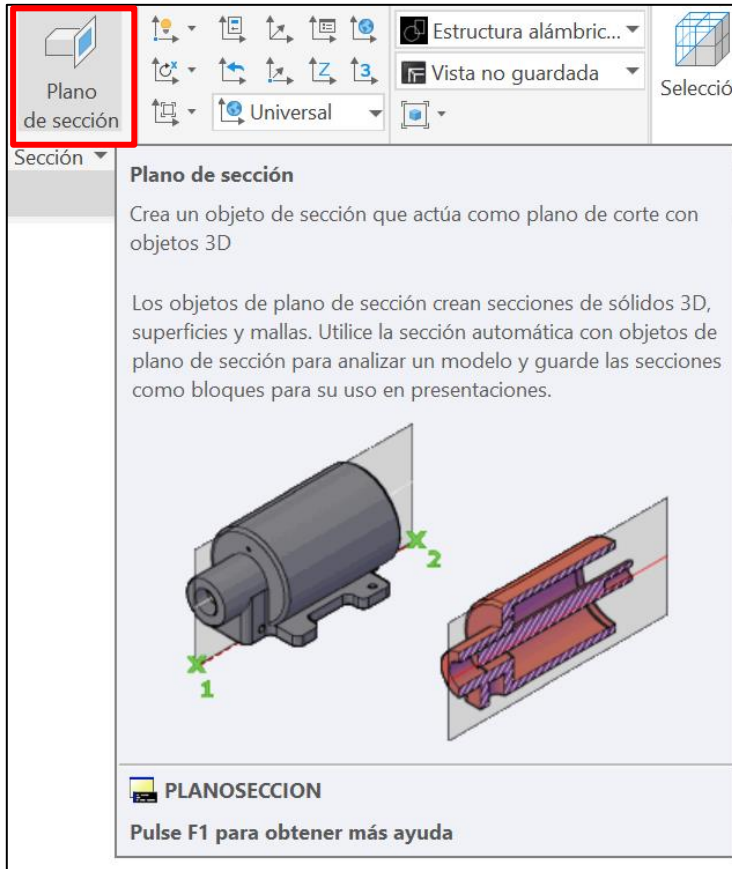 Plano
de sección
Sección
Universal
Estructura alámbric...
Vista no guardada
Selecció
Plano de sección
Crea un objeto de sección que actúa como plano de corte con
objetos 3D
Los objetos de plano de sección crean secciones de sólidos 3D,
superficies y mallas. Utilice la sección automática con objetos de
plano de sección para analizar un modelo y guarde las secciones
como bloques para su uso en presentaciones.
X
2
X
1
PLANOSECCION
Pulse F1 para obtener más ayuda